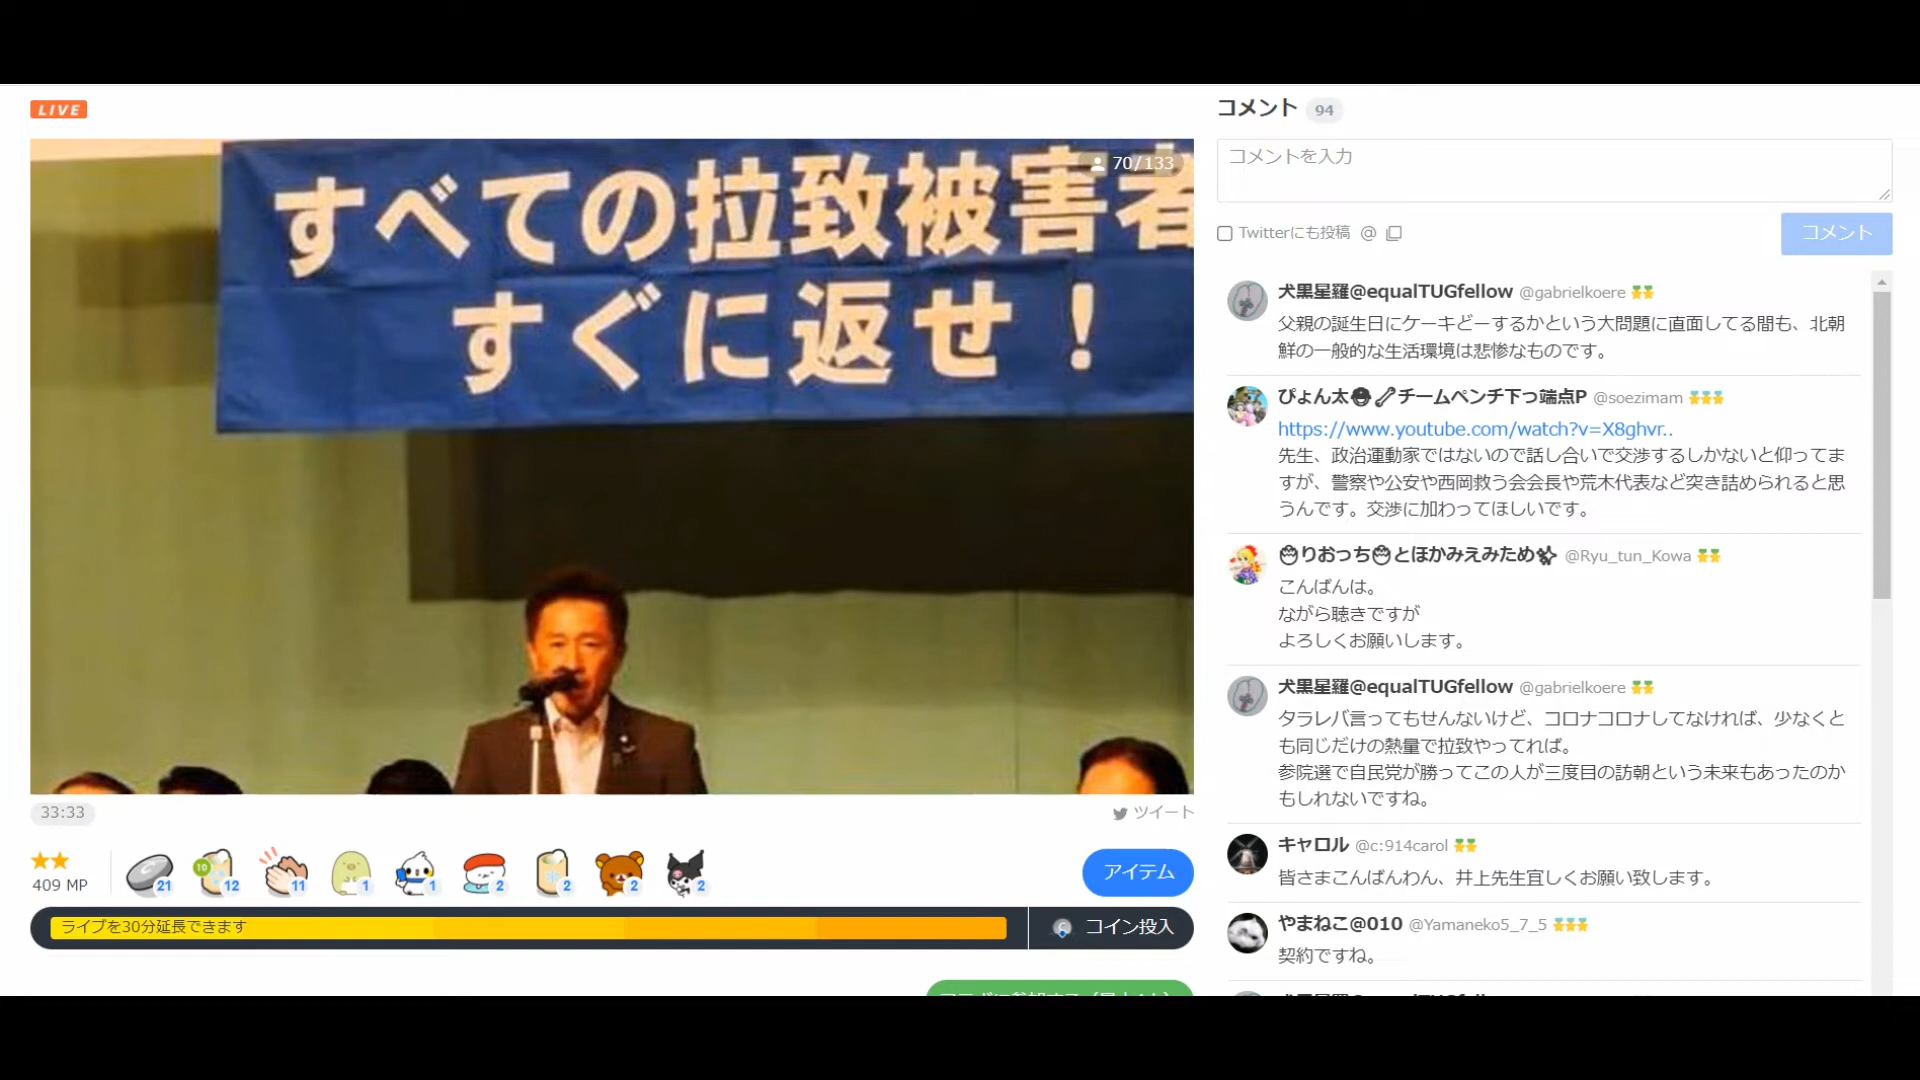 LIVE
すべての拉致被害者
70/133
すぐに返せ！
33:33
ツイート
409 MP
21
10
12
11
1
1
2
2
2
2
アイテム
ライブを30分延長できます
コイン投入
コメント 94
コメントを入力
Twitterにも投稿 @
コメント
犬黒星羅@equalTUGfellow @gabrielkoere
父親の誕生日にケーキどーするかという大問題に直面してる間も、北朝
鮮の一般的な生活環境は悲惨なものです。
ぴょん太チームペンチ下っ端点P @soezimam
https://www.youtube.com/watch?v=X8ghvr..
先生、政治運動家ではないので話し合いで交渉するしかないと仰ってま
すが、警察や公安や西岡救う会会長や荒木代表など突き詰められると思
うんです。交渉に加わってほしいです。
りおっちとほかみえみため @Ryu_tun_Kowa
こんばんは。
ながら聴きですが
よろしくお願いします。
犬黒星羅@equalTUGfellow @gabrielkoere
タラレバ言ってもせんないけど、コロナコロナしてなければ、少なくと
も同じだけの熱量で拉致やってれば。
参院選で自民党が勝ってこの人が三度目の訪朝という未来もあったのか
もしれないですね。
キャロル @c:914carol
皆さまこんばんわん、井上先生宜しくお願い致します。
やまねこ@010 @Yamaneko5_7_5
契約ですね。